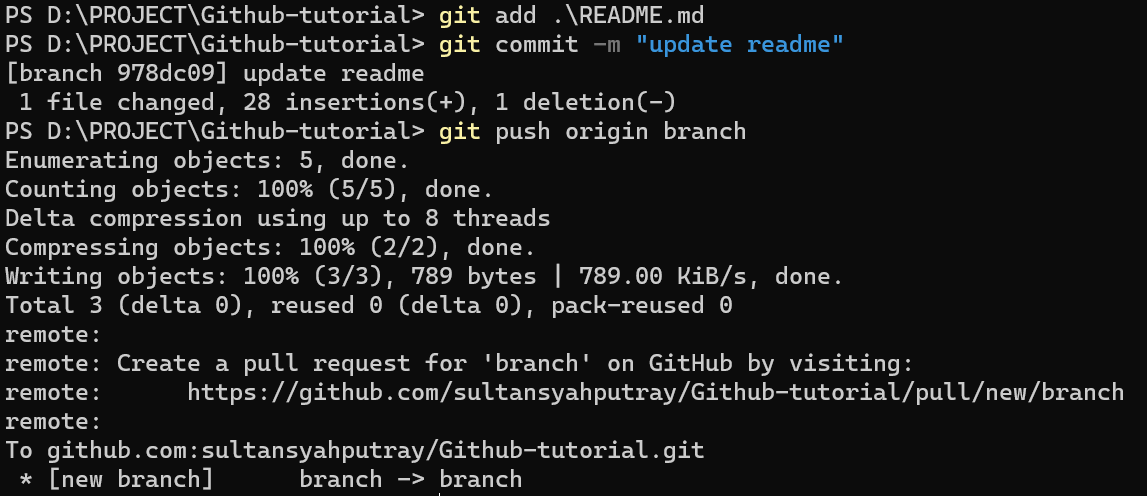 PS D:\PROJECT\Github-tutorial> git add .\README.md
PS D:\PROJECT\Github-tutorial> git commit -m "update readme"
[branch 978dc09] update readme
 1 file changed, 28 insertions(+), 1 deletion(-)
PS D:\PROJECT\Github-tutorial> git push origin branch
Enumerating objects: 5, done.
Counting objects: 100% (5/5), done.
Delta compression using up to 8 threads
Compressing objects: 100% (2/2), done.
Writing objects: 100% (3/3), 789 bytes | 789.00 KiB/s, done.
Total 3 (delta 0), reused 0 (delta 0), pack-reused 0
remote:
remote: Create a pull request for 'branch' on GitHub by visiting:
remote:      https://github.com/sultansyahputray/Github-tutorial/pull/new/branch
remote:
To github.com:sultansyahputray/Github-tutorial.git
 * [new branch]      branch -> branch